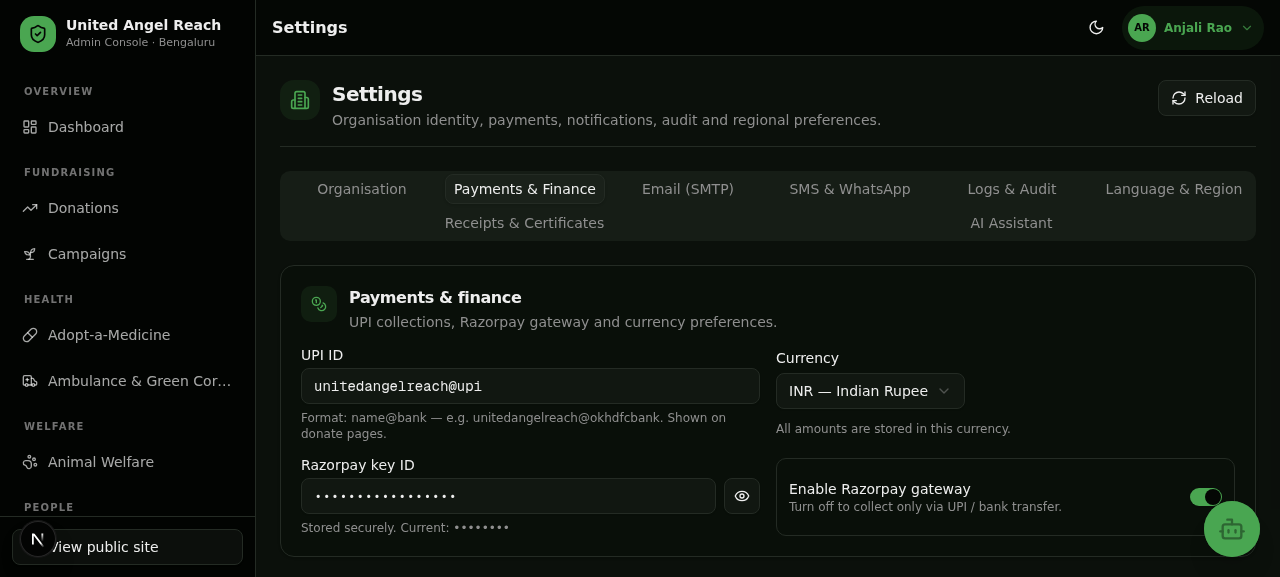 United Angel Reach
Admin Console · Bengaluru
OVERVIEW
Dashboard
FUNDRAISING
Donations
Campaigns
HEALTH
Adopt-a-Medicine
Ambulance & Green Cor...
WELFARE
Animal Welfare
PEOPLE
N
View public site
Settings
AR
Anjali Rao
Settings
Organisation identity, payments, notifications, audit and regional preferences.
Reload
Organisation
Payments & Finance
Email (SMTP)
SMS & WhatsApp
Logs & Audit
Language & Region
Receipts & Certificates
AI Assistant
Payments & finance
UPI collections, Razorpay gateway and currency preferences.
UPI ID
unitedangelreach@upi
Format: name@bank — e.g. unitedangelreach@okhdfcbank. Shown on
donate pages.
Currency
INR — Indian Rupee
All amounts are stored in this currency.
Razorpay key ID
••••••••••••••••••
Stored securely. Current: ••••••••
Enable Razorpay gateway
Turn off to collect only via UPI / bank transfer.